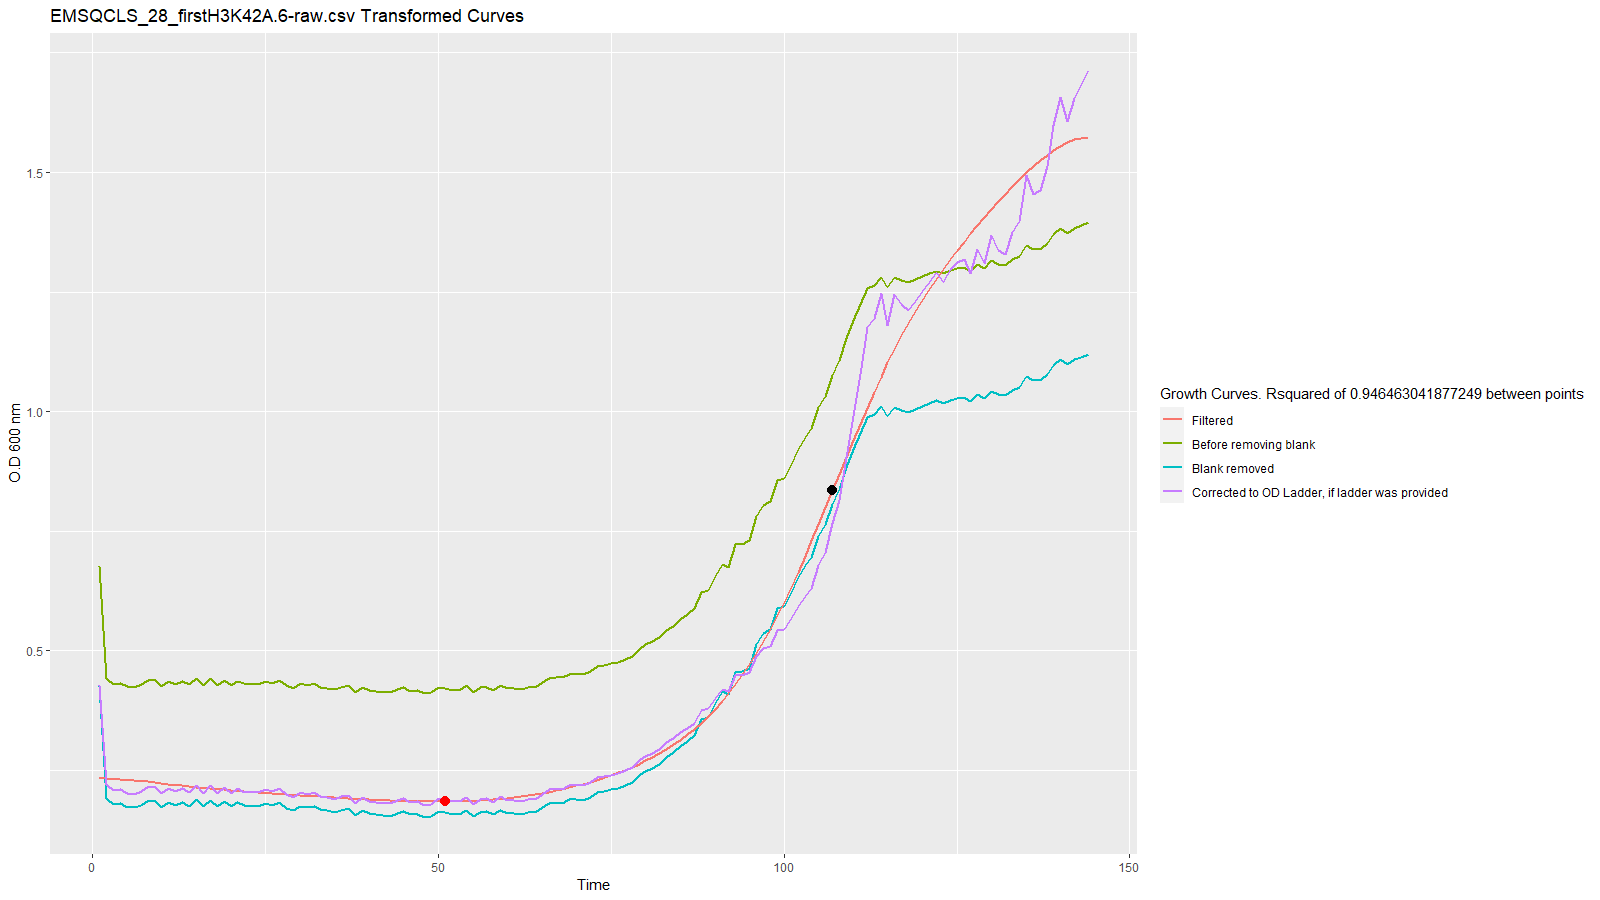 EMSQCLS_28_firstH3K42A.6-raw.csv Transformed Curves
O.D 600 nm
1.5
1.0
0.5
0
50
100
150
Time
Growth Curves. Rsquared of 0.946463041877249 between points
Filtered
Before removing blank
Blank removed
Corrected to OD Ladder, if ladder was provided